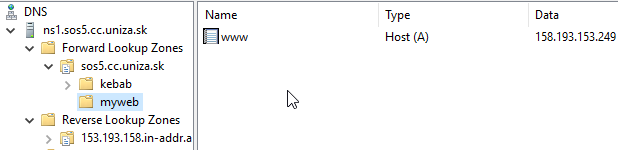 DNS
ns1.sos5.cc.uniza.sk
Forward Lookup Zones
sos5.cc.uniza.sk
kebab
myweb
Reverse Lookup Zones
153.193.158.in-addr.a
Name Type Data
www Host (A) 158.193.153.249